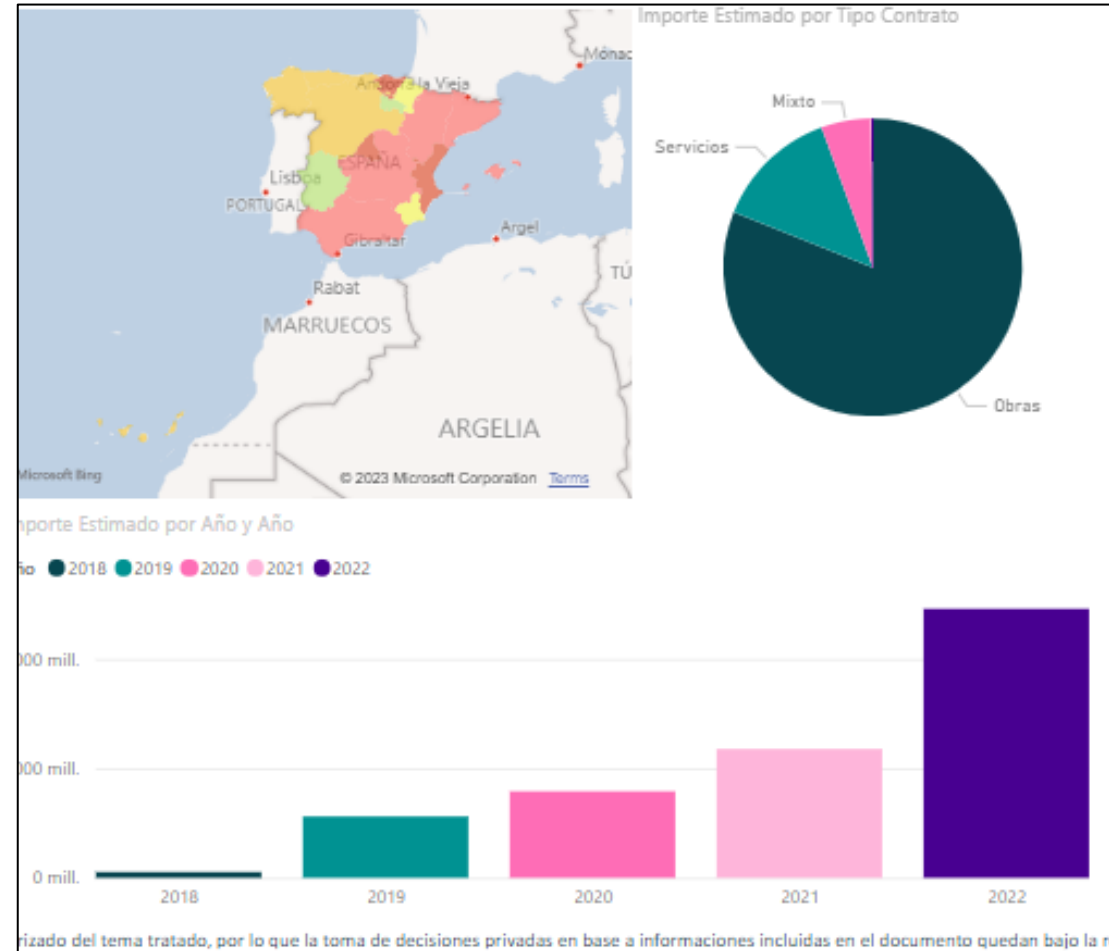 Importe Estimado por Tipo Contrato
Mónac
Andorra la Vieja
ESPAÑA
Lisboa
PORTUGAL
Gibraltar
Argel
TÚ
Rabat
MARRUECOS
ARGELIA
Microsoft Bing
© 2023 Microsoft Corporation Terms
Mixto
Servicios
Obras
nporte Estimado por Año y Año
ño 2018 2019 2020 2021 2022
000 mill.
000 mill.
0 mill.
2018 2019 2020 2021 2022
rizado del tema tratado, por lo que la toma de decisiones privadas en base a informaciones incluidas en el documento quedan bajo la r